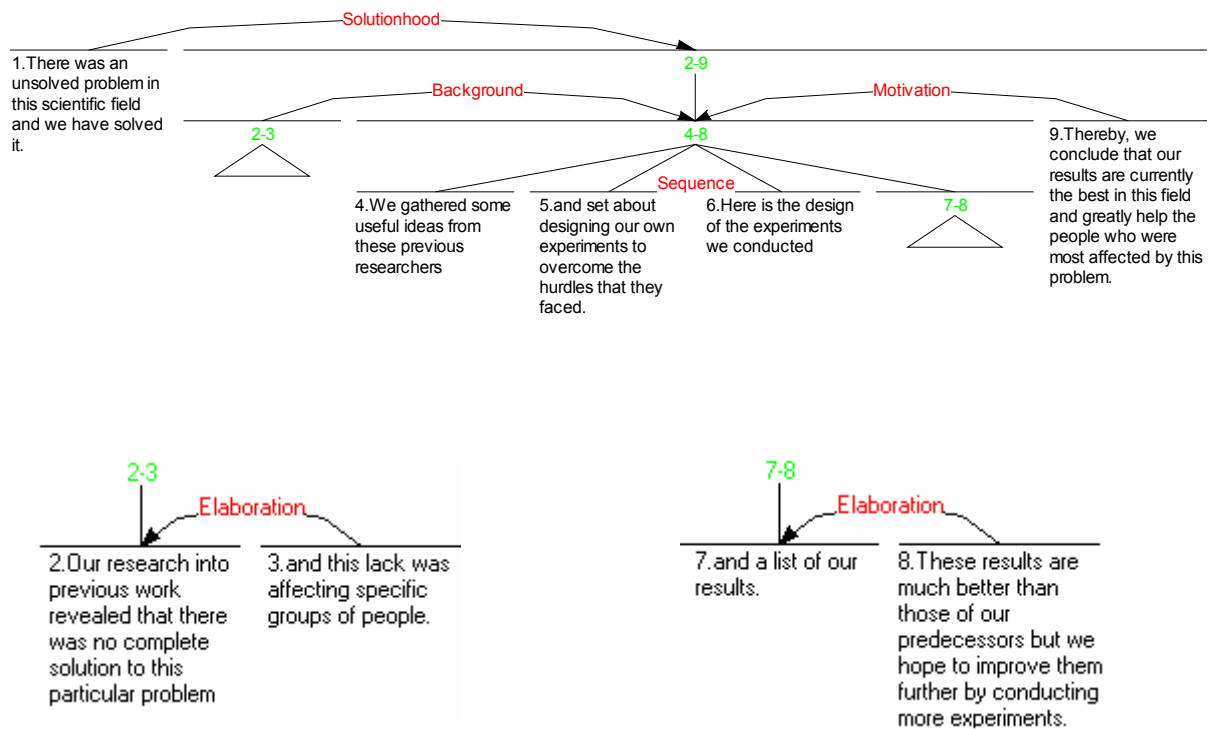 Solutionhood
1.There was an
unsolved problem in
this scientific field
and we have solved
it.
2-9
Background
Motivation
2-3
4-8
Sequence
4.We gathered some
useful ideas from
these previous
researchers
5.and set about
designing our own
experiments to
overcome the
hurdles that they
faced.
6.Here is the design
of the experiments
we conducted
7-8
9.Thereby, we
conclude that our
results are currently
the best in this field
and greatly help the
people who were
most affected by this
problem.
2-3
Elaboration
2.Our research into
previous work
revealed that there
was no complete
solution to this
particular problem
3.and this lack was
affecting specific
groups of people.
7-8
Elaboration
7.and a list of our
results.
8.These results are
much better than
those of our
predecessors but we
hope to improve them
further by conducting
more experiments.